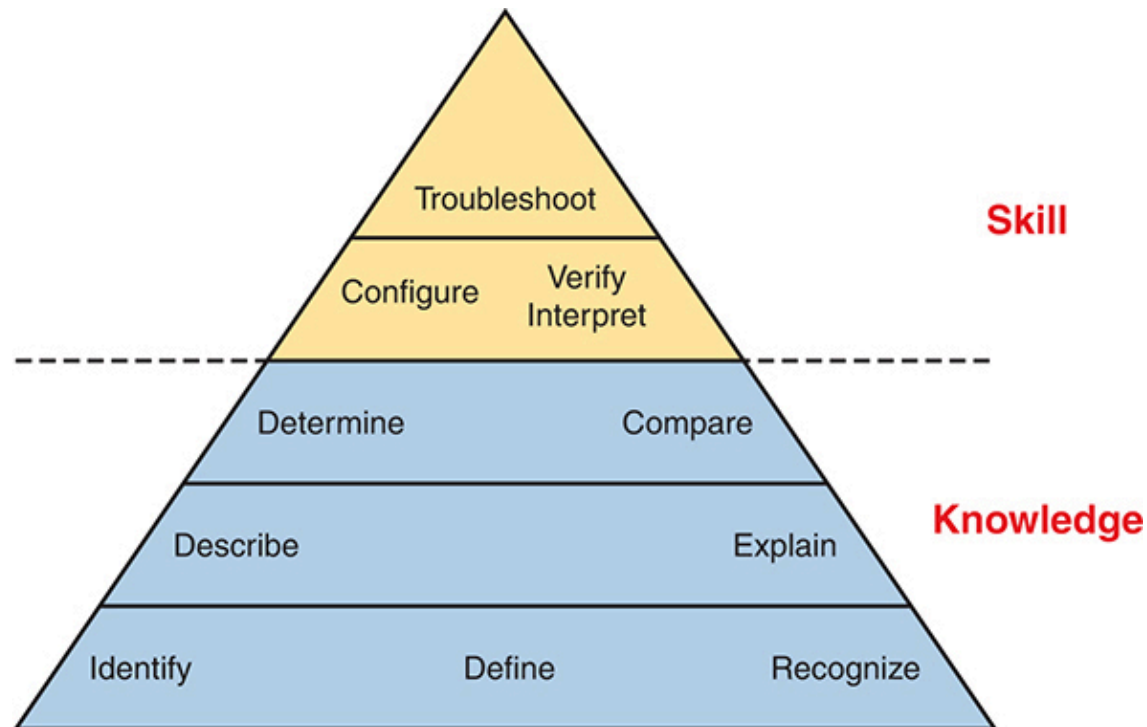 Troubleshoot
Skill
Configure
Verify
Interpret
Determine
Compare
Describe
Explain
Knowledge
Identify
Define
Recognize